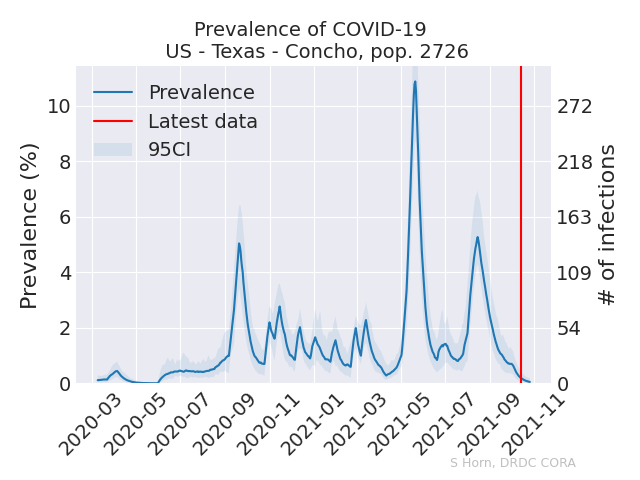 Prevalence of COVID-19
US - Texas - Concho, pop. 2726
Prevalence
Latest data
95CI
Prevalence (%)
10
8
6
4
2
0
# of infections
272
218
163
109
54
0
2020-03
2020-05
2020-07
2020-09
2020-11
2021-01
2021-03
2021-05
2021-07
2021-09
2021-11
S Horn, DRDC CORA